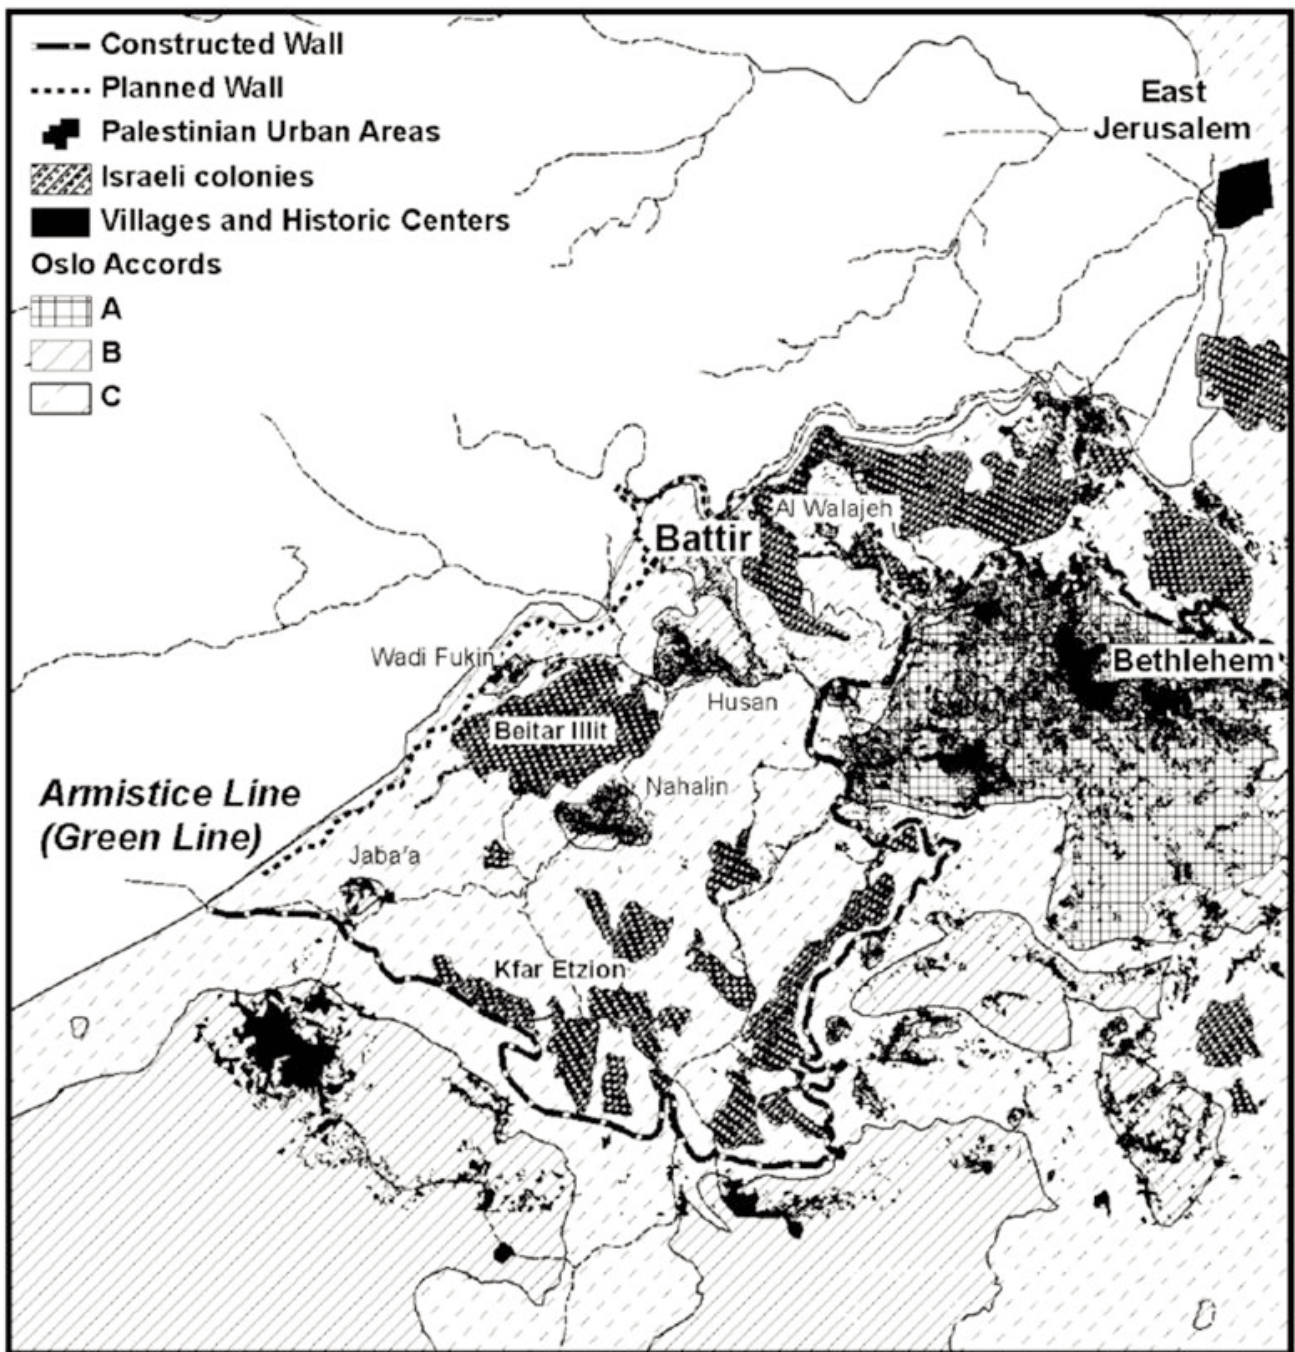 Constructed Wall
Planned Wall
Palestinian Urban Areas
Israeli colonies
Villages and Historic Centers
Oslo Accords
A
B
C
East
Jerusalem
Al Walajeh
Battir
Wadi Fukin
Bethlehem
Husan
Beitar Illit
Nahalin
Armistice Line
(Green Line)
Jaba'a
Kfar Etzion